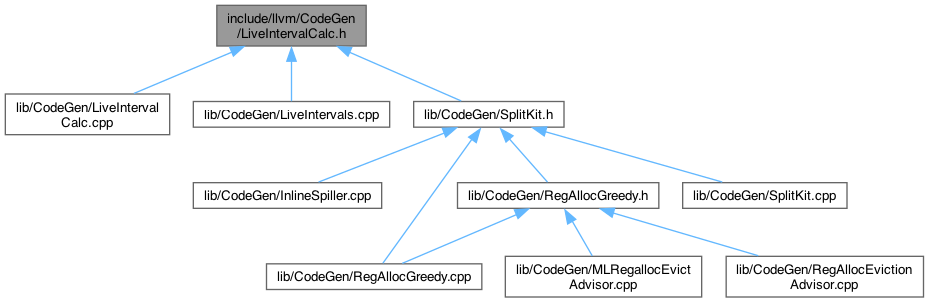 include/llvm/CodeGen
/LiveIntervalCalc.h
lib/CodeGen/LiveInterval
Calc.cpp
lib/CodeGen/LiveIntervals.cpp
lib/CodeGen/SplitKit.h
lib/CodeGen/InlineSpiller.cpp
lib/CodeGen/RegAllocGreedy.h
lib/CodeGen/SplitKit.cpp
lib/CodeGen/RegAllocGreedy.cpp
lib/CodeGen/MLRegallocEvict
Advisor.cpp
lib/CodeGen/RegAllocEviction
Advisor.cpp